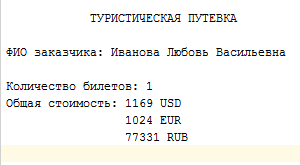 ТУРИСТИЧЕСКАЯ ПУТЕВКА
ФИО заказчика: Иванова Любовь Васильевна
Количество билетов: 1
Общая стоимость: 1169 USD
1024 EUR
77331 RUB